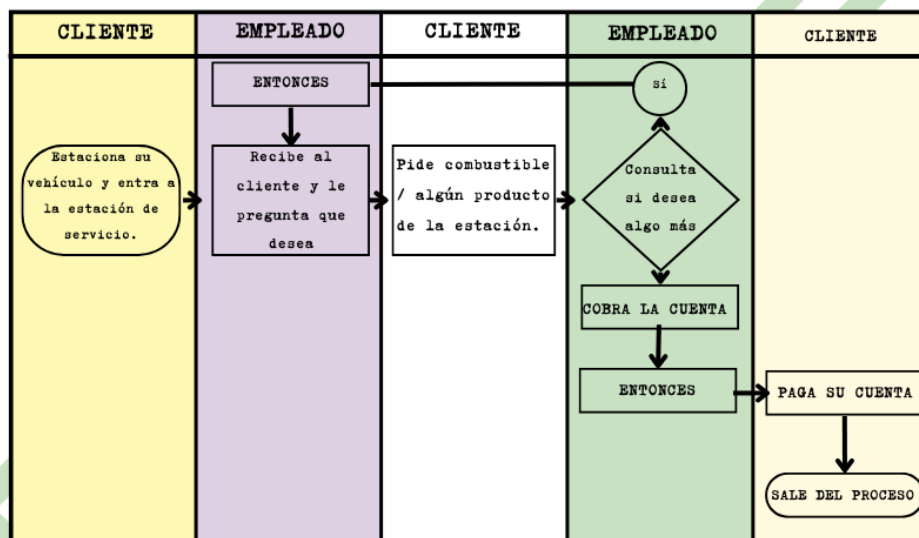 CLIENTE
EMPLEADO
CLIENTE
EMPLEADO
CLIENTE
ENTONCES
sí
Estaciona su
vehículo y entra a
la estación de
servicio.
Recibe al
cliente y le
pregunta que
desea
Pide combustible
/ algún producto
de la estación.
Consulta
si desea
algo más
COBRA LA CUENTA
ENTONCES
PAGA SU CUENTA
SALE DEL PROCESO